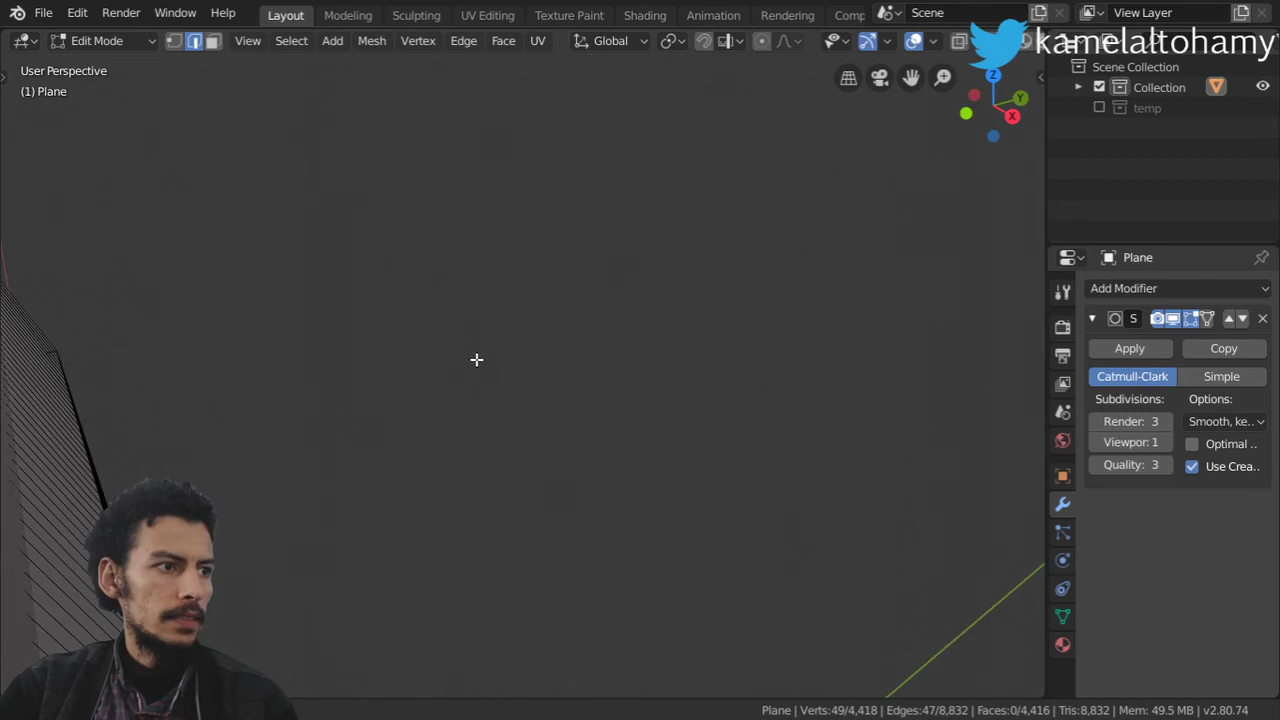 File Edit Render Window Help Layout Modeling Sculpting UV Editing Texture Paint Shading Animation Rendering Comp Scene View Layer
Edit Mode View Select Add Mesh Vertex Edge Face UV Global
kamelaltohamy
User Perspective
(1) Plane
Z
Y
X
Scene Collection
Collection
temp
Plane
Add Modifier
S
Apply Copy
Catmull-Clark Simple
Subdivisions: Options:
Render: 3 Smooth, ke..
Viewpor: 1 Optimal ..
Quality: 3 Use Crea..
Plane | Verts:49/4,418 | Edges:47/8,832 | Faces:0/4,416 | Tris:8,832 | Mem: 49.5 MB | v2.80.74